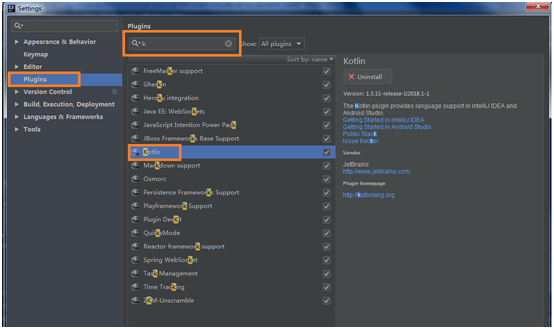 Settings
Plugins
k
Show: All plugins
Sort by: name
Appearance & Behavior
Keymap
Editor
Plugins
Version Control
Build, Execution, Deployment
Languages & Frameworks
Tools
FreeMarker support
Gherkin
Heroku integration
Java EE: WebSockets
JavaScript Intention Power Pack
JBoss Frameworks Base Support
Kotlin
Markdown support
Osmorc
Persistence Frameworks Support
Playframework Support
Plugin DevKit
QuirksMode
Reactor framework support
Spring WebSocket
Task Management
Time Tracking
ZKM-Unscramble
Kotlin
Uninstall
Version: 1.3.11-release-IJ2018.1-1
The Kotlin plugin provides language support in IntelliJ IDEA and
Android Studio.
Getting Started in IntelliJ IDEA
Getting Started in Android Studio
Public Slack
Issue tracker
Vendor
JetBrains
http://www.jetbrains.com
Plugin homepage
http://kotlinlang.org